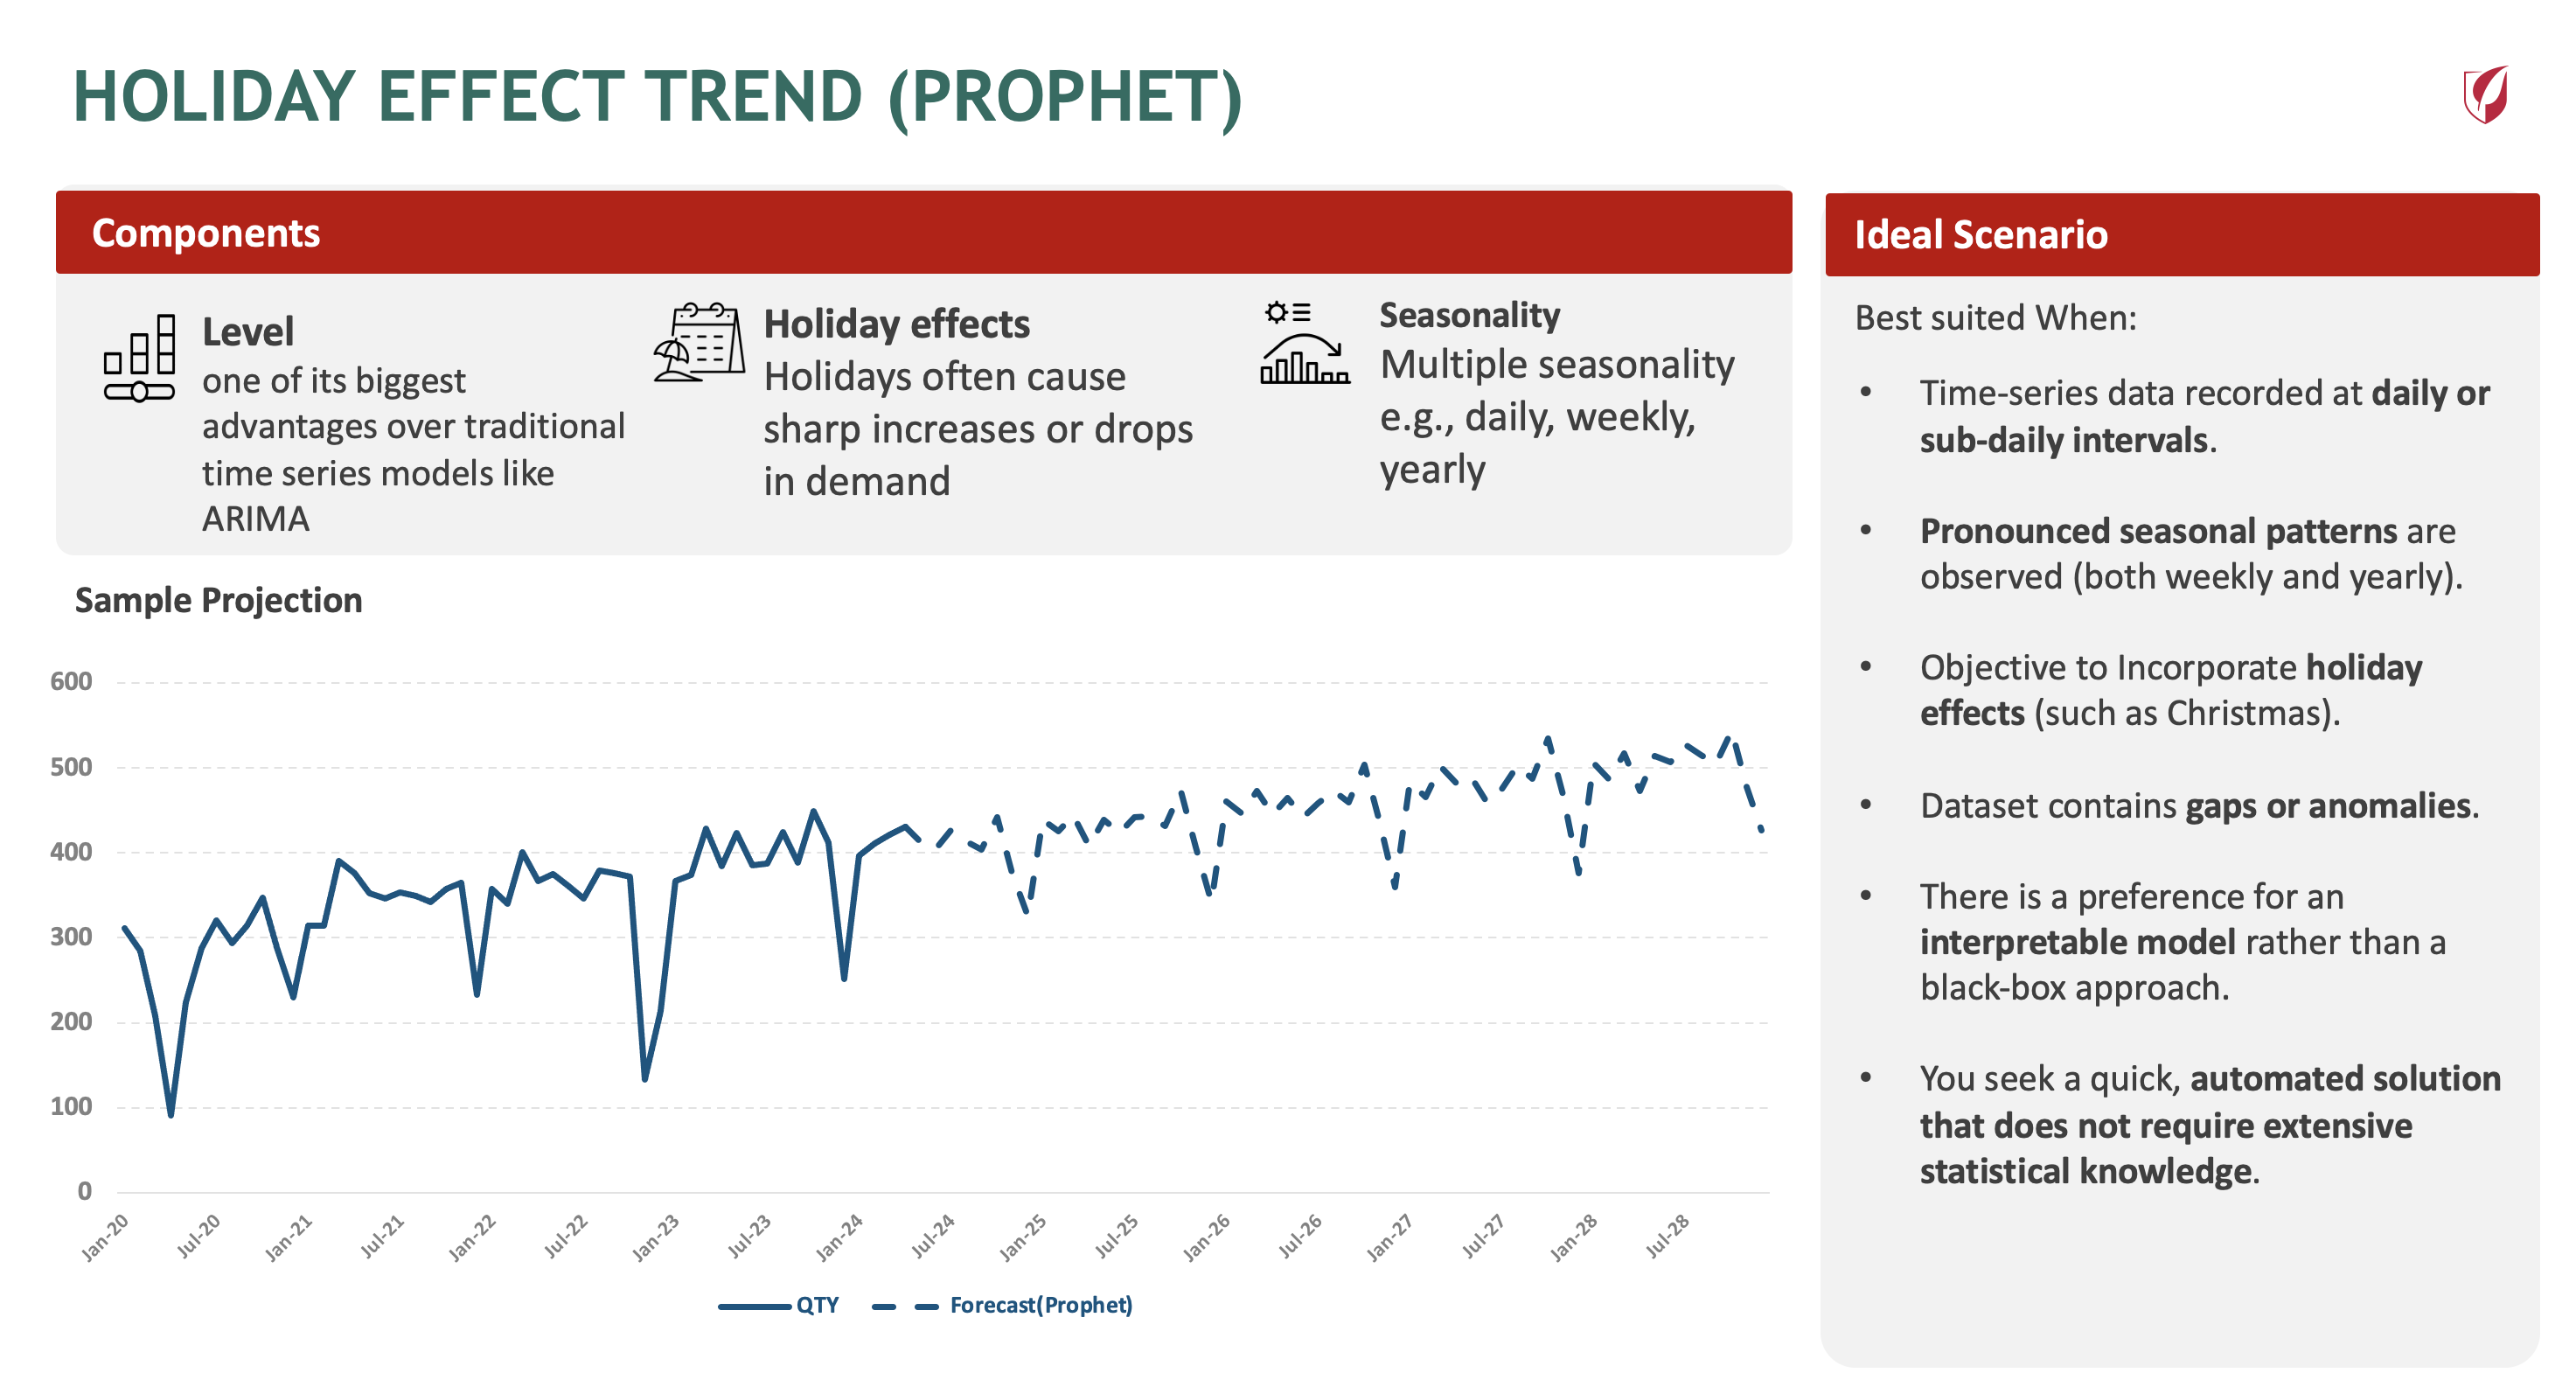 HOLIDAY EFFECT TREND (PROPHET)
Components
Level
one of its biggest
advantages over traditional
time series models like
ARIMA
Holiday effects
Holidays often cause
sharp increases or drops
in demand
Seasonality
Multiple seasonality
e.g., daily, weekly,
yearly
Sample Projection
600
500
400
300
200
100
0
Jan-20
Jul-20
Jan-21
Jul-21
Jan-22
Jul-22
Jan-23
Jul-23
Jan-24
Jul-24
Jan-25
Jul-25
Jan-26
Jul-26
Jan-27
Jul-27
Jan-28
Jul-28
QTY
Forecast(Prophet)
Ideal Scenario
Best suited When:
• Time-series data recorded at daily or
sub-daily intervals.
• Pronounced seasonal patterns are
observed (both weekly and yearly).
• Objective to Incorporate holiday
effects (such as Christmas).
• Dataset contains gaps or anomalies.
• There is a preference for an
interpretable model rather than a
black-box approach.
• You seek a quick, automated solution
that does not require extensive
statistical knowledge.